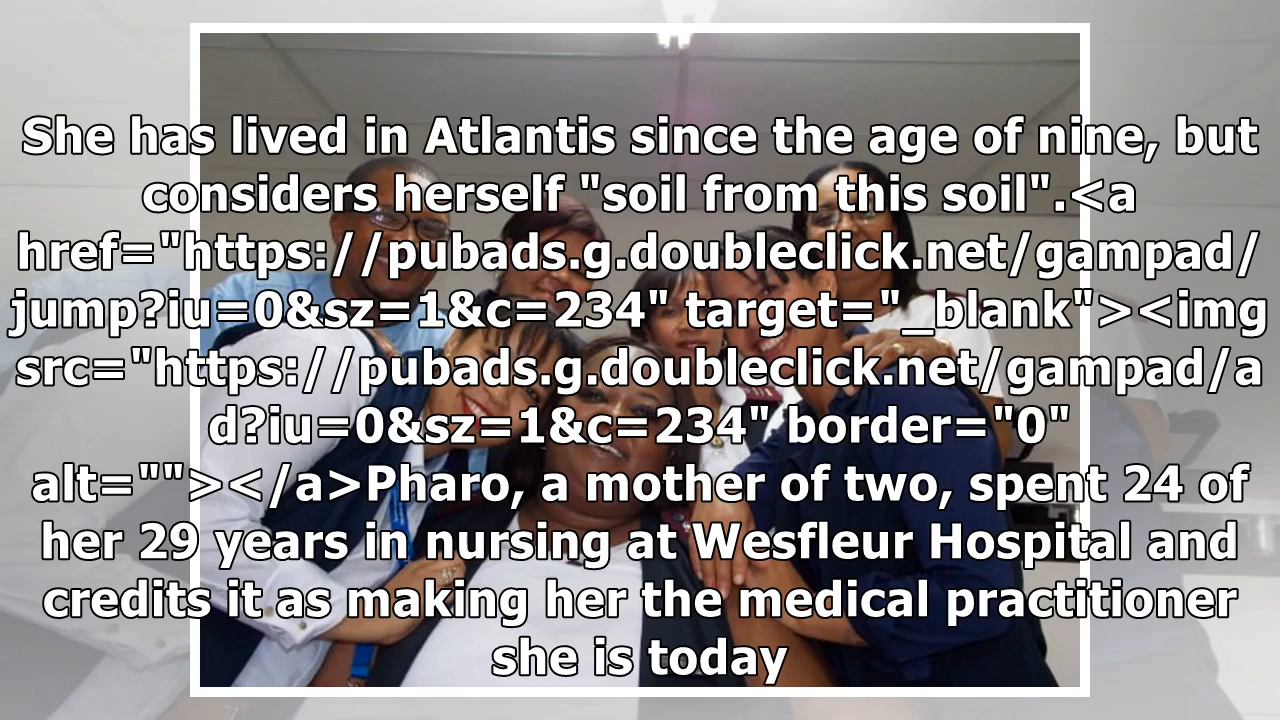 She has lived in Atlantis since the age of nine, but
considers herself "soil from this soil".<a
href="https://pubads.g.doubleclick.net/gampad/
jump?iu=0&sz=1&c=234" target="_blank"><img
src="https://pubads.g.doubleclick.net/gampad/a
d?iu=0&sz=1&c=234" border="0"
alt=""></a>Pharo, a mother of two, spent 24 of
her 29 years in nursing at Wesfleur Hospital and
credits it as making her the medical practitioner
she is today